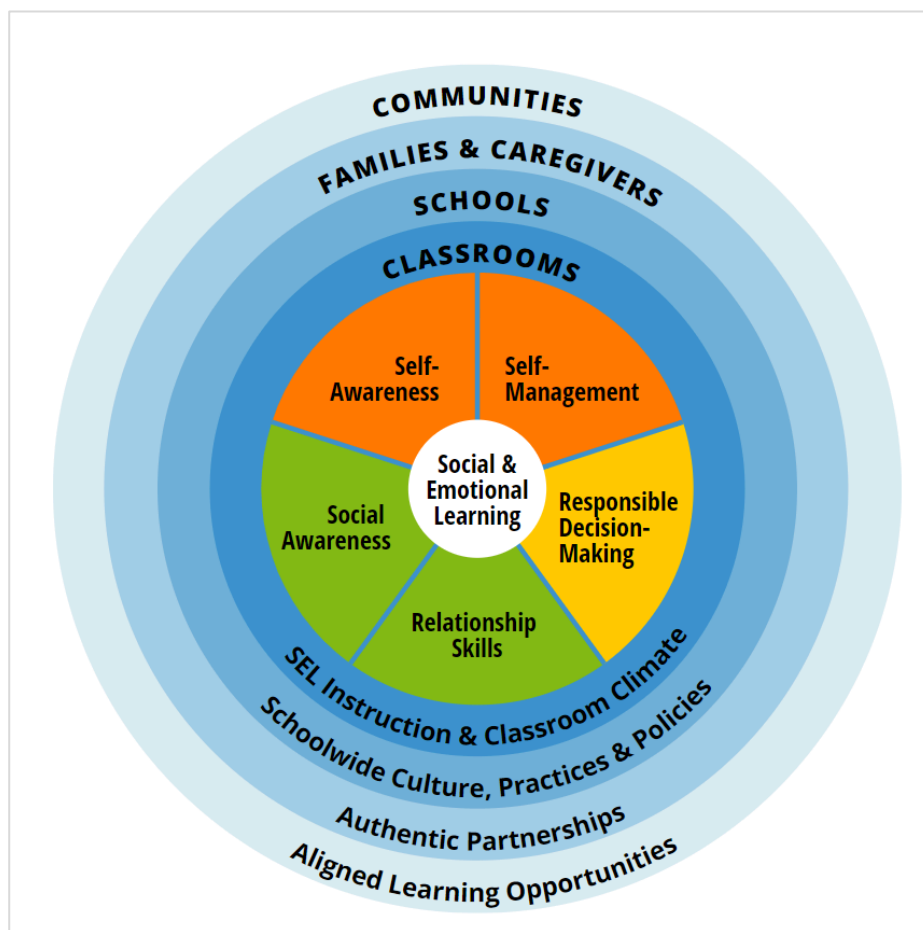 COMMUNITIES
FAMILIES & CAREGIVERS
SCHOOLS
CLASSROOMS
Self-
Awareness
Self-
Management
Social &
Emotional
Learning
Social
Awareness
Responsible
Decision-
Making
Relationship
Skills
SEL Instruction & Classroom Climate
Schoolwide Culture, Practices & Policies
Authentic Partnerships
Aligned Learning Opportunities